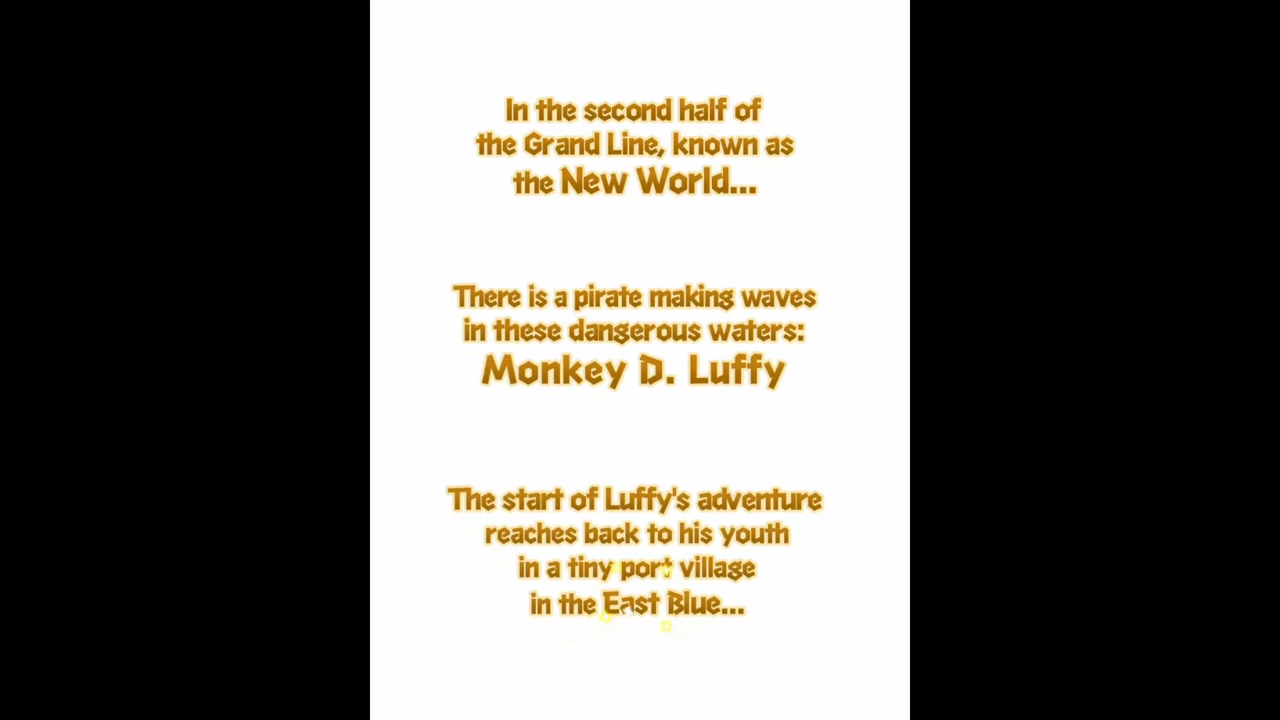 In the second half of
the Grand Line, known as
the New World...
There is a pirate making waves
in these dangerous waters:
Monkey D. Luffy
The start of Luffy's adventure
reaches back to his youth
in a tiny port village
in the East Blue...